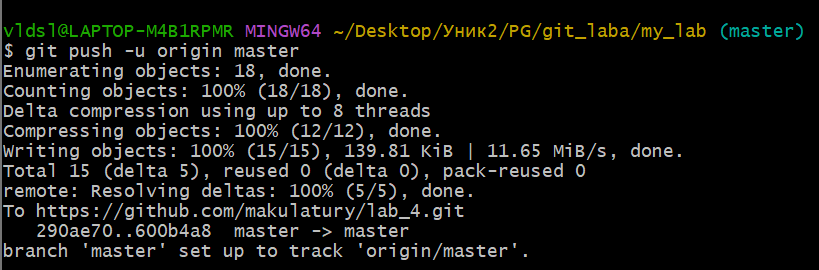 vldsl@LAPTOP-M4B1RPMR MINGW64 ~/Desktop/Уник2/PG/git_laba/my_lab (master)
$ git push -u origin master
Enumerating objects: 18, done.
Counting objects: 100% (18/18), done.
Delta compression using up to 8 threads
Compressing objects: 100% (12/12), done.
Writing objects: 100% (15/15), 139.81 KiB | 11.65 MiB/s, done.
Total 15 (delta 5), reused 0 (delta 0), pack-reused 0
remote: Resolving deltas: 100% (5/5), done.
To https://github.com/makulatury/lab_4.git
   290ae70..600b4a8  master -> master
branch 'master' set up to track 'origin/master'.